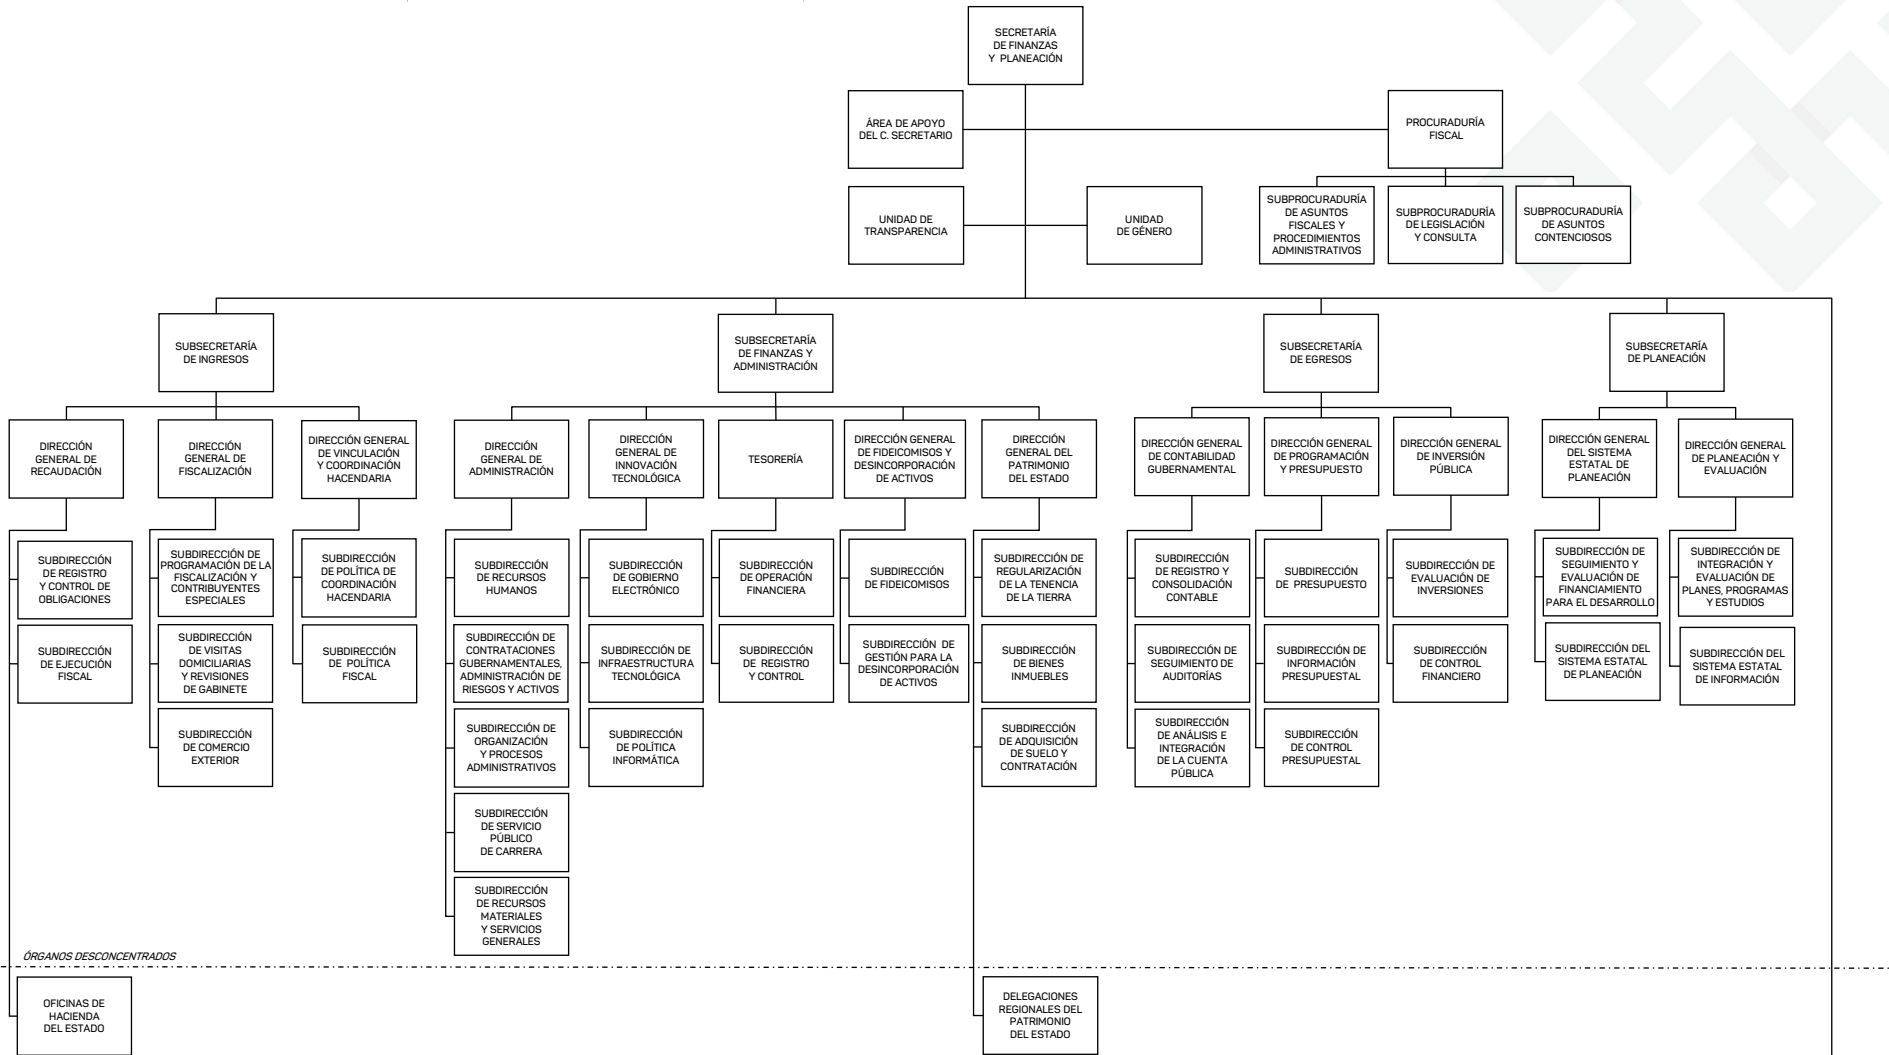 SECRETARÍA
DE FINANZAS
Y PLANEACIÓN
ÁREA DE APOYO
DEL C. SECRETARIO
PROCURADURÍA
FISCAL
UNIDAD DE
TRANSPARENCIA
UNIDAD
DE GÉNERO
SUBPROCURADURÍA
DE ASUNTOS
FISCALES Y
PROCEDIMIENTOS
ADMINISTRATIVOS
SUBPROCURADURÍA
DE LEGISLACIÓN
Y CONSULTA
SUBPROCURADURÍA
DE ASUNTOS
CONTENCIOSOS
SUBSECRETARÍA
DE INGRESOS
SUBSECRETARÍA
DE FINANZAS Y
ADMINISTRACIÓN
SUBSECRETARÍA
DE EGRESOS
SUBSECRETARÍA
DE PLANEACIÓN
DIRECCIÓN
GENERAL DE
RECAUDACIÓN
DIRECCIÓN
GENERAL DE
FISCALIZACIÓN
DIRECCIÓN GENERAL
DE VINCULACIÓN
Y COORDINACIÓN
HACENDARIA
DIRECCIÓN
GENERAL DE
ADMINISTRACIÓN
DIRECCIÓN
GENERAL DE
INNOVACIÓN
TECNOLÓGICA
TESORERÍA
DIRECCIÓN GENERAL
DE FIDEICOMISOS Y
DESINCORPORACIÓN
DE ACTIVOS
DIRECCIÓN
GENERAL DEL
PATRIMONIO
DEL ESTADO
DIRECCIÓN GENERAL
DE CONTABILIDAD
GUBERNAMENTAL
DIRECCIÓN GENERAL
DE PROGRAMACIÓN
Y PRESUPUESTO
DIRECCIÓN GENERAL
DE INVERSIÓN
PÚBLICA
DIRECCIÓN GENERAL
DEL SISTEMA
ESTATAL DE
PLANEACIÓN
DIRECCIÓN GENERAL
DE PLANEACIÓN Y
EVALUACIÓN
SUBDIRECCIÓN
DE REGISTRO
Y CONTROL DE
OBLIGACIONES
SUBDIRECCIÓN DE
PROGRAMACIÓN DE LA
FISCALIZACIÓN Y
CONTRIBUYENTES
ESPECIALES
SUBDIRECCIÓN
DE POLÍTICA DE
COORDINACIÓN
HACENDARIA
SUBDIRECCIÓN
DE RECURSOS
HUMANOS
SUBDIRECCIÓN
DE GOBIERNO
ELECTRÓNICO
SUBDIRECCIÓN
DE OPERACIÓN
FINANCIERA
SUBDIRECCIÓN
DE FIDEICOMISOS
SUBDIRECCIÓN DE
REGULARIZACIÓN
DE LA TENENCIA
DE LA TIERRA
SUBDIRECCIÓN
DE REGISTRO Y
CONSOLIDACIÓN
CONTABLE
SUBDIRECCIÓN
DE PRESUPUESTO
SUBDIRECCIÓN DE
EVALUACIÓN DE
INVERSIONES
SUBDIRECCIÓN DE
SEGUIMIENTO Y
EVALUACIÓN DE
FINANCIAMIENTO
PARA EL DESARROLLO
SUBDIRECCIÓN DE
INTEGRACIÓN Y
EVALUACIÓN DE
PLANES, PROGRAMAS
Y ESTUDIOS
SUBDIRECCIÓN
DE EJECUCIÓN
FISCAL
SUBDIRECCIÓN
DE VISITAS
DOMICILIARIAS
Y REVISIONES
DE GABINETE
SUBDIRECCIÓN
DE POLÍTICA
FISCAL
SUBDIRECCIÓN DE
CONTRATACIONES
GUBERNAMENTALES,
ADMINISTRACIÓN DE
RIESGOS Y ACTIVOS
SUBDIRECCIÓN DE
INFRAESTRUCTURA
TECNOLÓGICA
SUBDIRECCIÓN
DE REGISTRO
Y CONTROL
SUBDIRECCIÓN DE
GESTIÓN PARA LA
DESINCORPORACIÓN
DE ACTIVOS
SUBDIRECCIÓN
DE BIENES
INMUEBLES
SUBDIRECCIÓN DE
SEGUIMIENTO DE
AUDITORÍAS
SUBDIRECCIÓN DE
INFORMACIÓN
PRESUPUESTAL
SUBDIRECCIÓN
DE CONTROL
FINANCIERO
SUBDIRECCIÓN DEL
SISTEMA ESTATAL
DE PLANEACIÓN
SUBDIRECCIÓN DEL
SISTEMA ESTATAL
DE INFORMACIÓN
SUBDIRECCIÓN
DE COMERCIO
EXTERIOR
SUBDIRECCIÓN DE
ORGANIZACIÓN
Y PROCESOS
ADMINISTRATIVOS
SUBDIRECCIÓN
DE POLÍTICA
INFORMÁTICA
SUBDIRECCIÓN
DE ADQUISICIÓN
DE SUELO Y
CONTRATACIÓN
SUBDIRECCIÓN
DE ANÁLISIS E
INTEGRACIÓN
DE LA CUENTA
PÚBLICA
SUBDIRECCIÓN
DE CONTROL
PRESUPUESTAL
SUBDIRECCIÓN
DE SERVICIO
PÚBLICO
DE CARRERA
SUBDIRECCIÓN
DE RECURSOS
MATERIALES
Y SERVICIOS
GENERALES
ÓRGANOS DESCONCENTRADOS
OFICINAS DE
HACIENDA
DEL ESTADO
DELEGACIONES
REGIONALES DEL
PATRIMONIO
DEL ESTADO